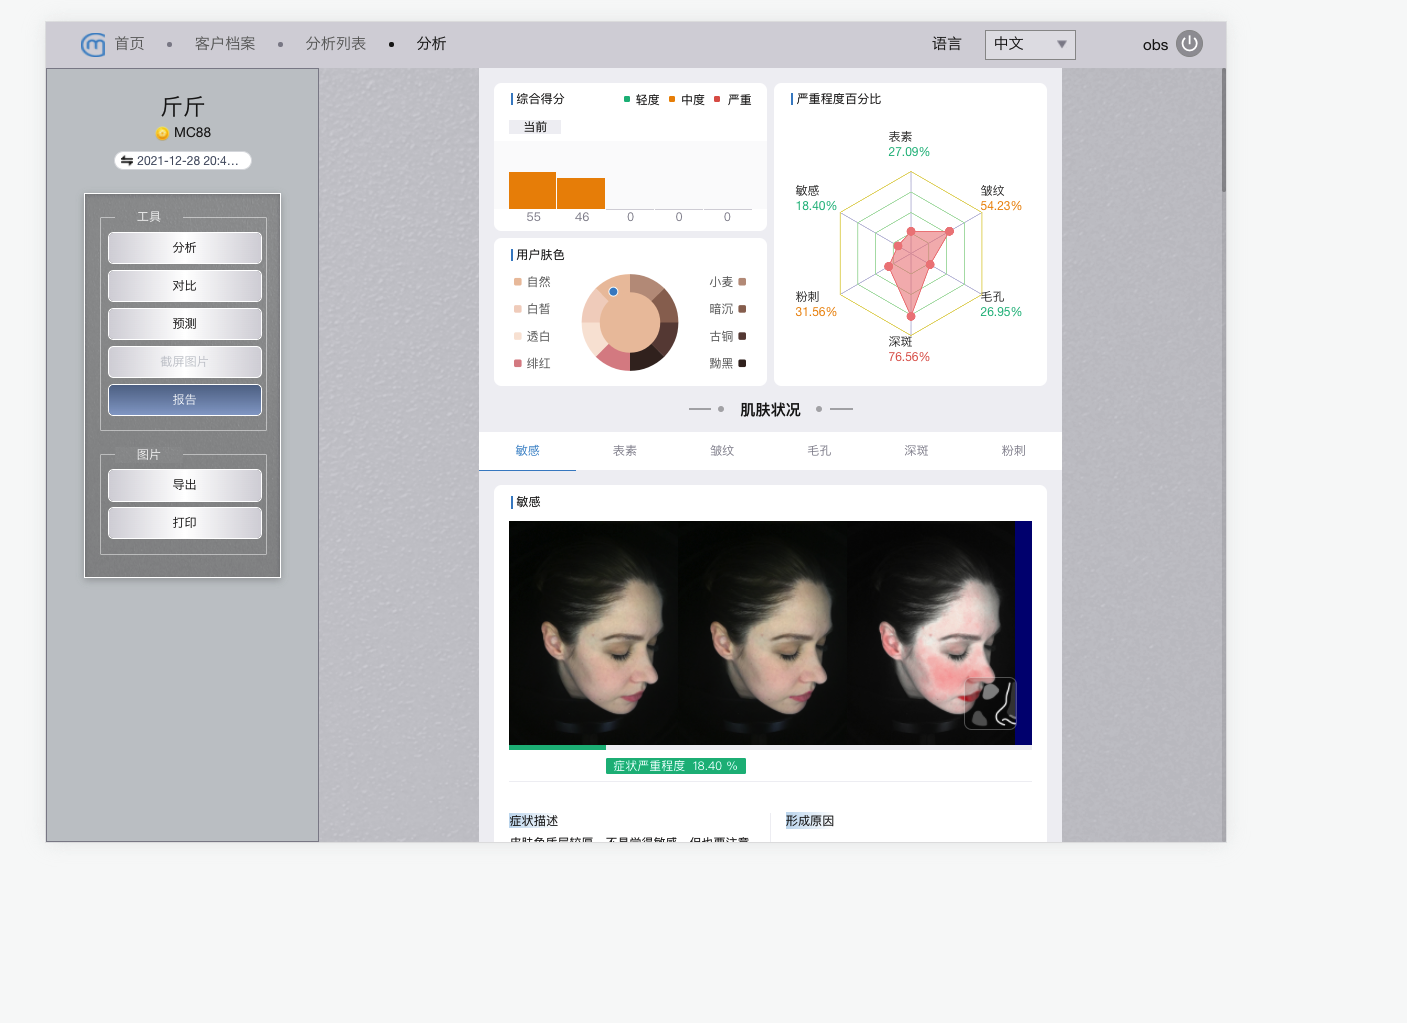 首页 • 客户档案 • 分析列表 • 分析
语言 中文 obs
斤斤
MC88
2021-12-28 20:4...
工具
分析
对比
预测
截屏图片
报告
图片
导出
打印
综合得分 轻度 中度 严重
当前
55 46 0 0 0
用户肤色
自然 小麦
白皙 暗沉
透白 古铜
绯红 黝黑
严重程度百分比
表素
27.09%
敏感 皱纹
18.40% 54.23%
粉刺 毛孔
31.56% 26.95%
深斑
76.56%
肌肤状况
敏感 表素 皱纹 毛孔 深斑 粉刺
敏感
症状严重程度 18.40 %
症状描述 形成原因